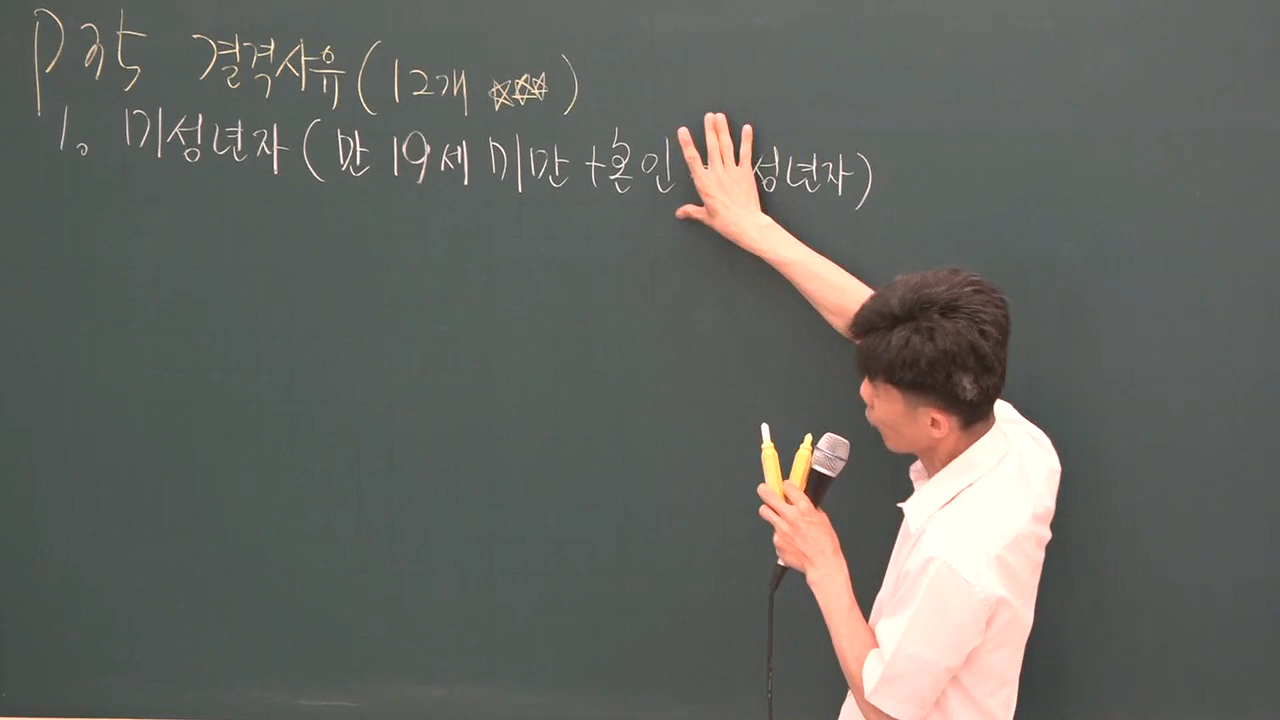 P 35 결격사유 (12개 ☆☆☆)
1. 미성년자 (만 19세 미만 + 혼인 성년자)